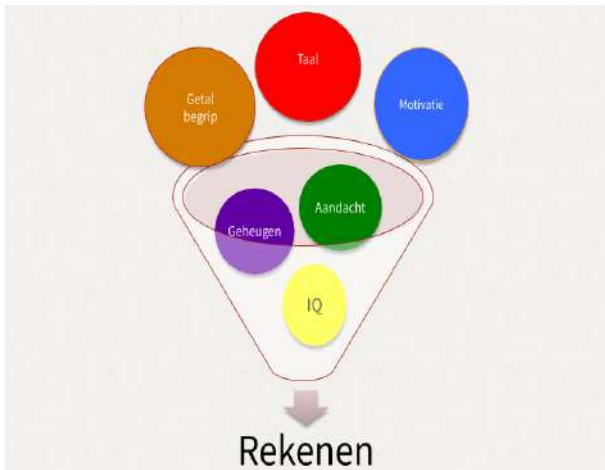 Taal
Getal
begrip
Motivatie
Aandacht
Geheugen
IQ
Rekenen